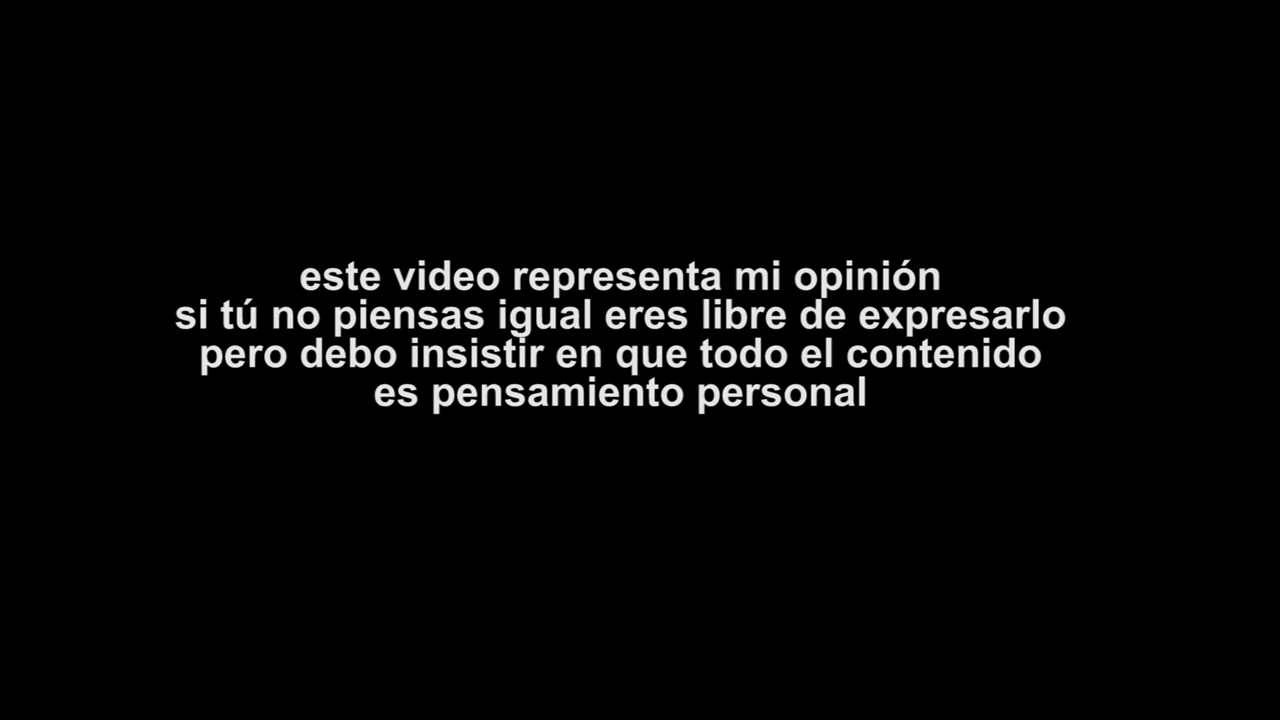 este video representa mi opinión
si tú no piensas igual eres libre de expresarlo
pero debo insistir en que todo el contenido
es pensamiento personal